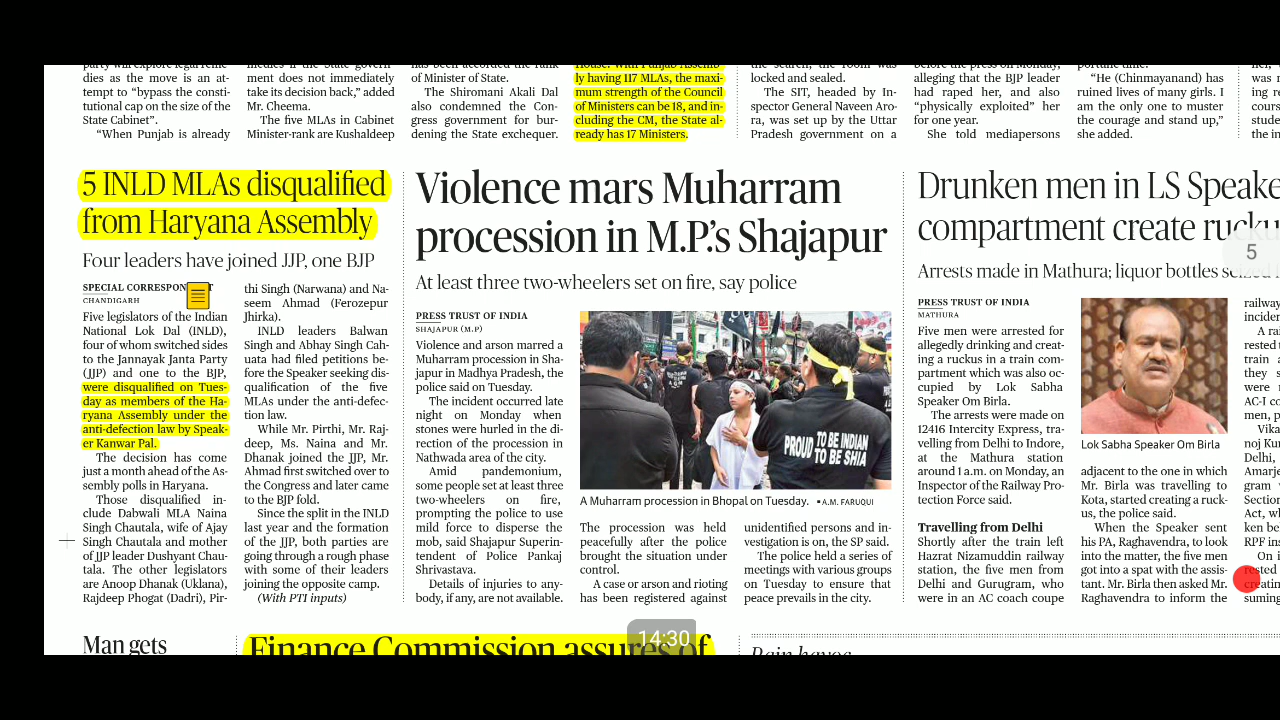 party will explore legal reme-
dies as the move is an at-
tempt to “bypass the consti-
tutional cap on the size of the
State Cabinet”.
“When Punjab is already
ment does not immediately
take its decision back,” added
Mr. Cheema.
The five MLAs in Cabinet
Minister-rank are Kushaldeep
has been accorded the rank
of Minister of State.
The Shiromani Akali Dal
also condemned the Con-
gress government for bur-
dening the State exchequer.
House. With Punjab Assemb-
ly having 117 MLAs, the maxi-
mum strength of the Council
of Ministers can be 18, and in-
cluding the CM, the State al-
ready has 17 Ministers.
the search, the room was
locked and sealed.
The SIT, headed by In-
spector General Naveen Aro-
ra, was set up by the Uttar
Pradesh government on a
before the press on Monday,
alleging that the BJP leader
had raped her, and also
“physically exploited” her
for one year.
She told mediapersons
“He (Chinmayanand) has
ruined lives of many girls. I
am the only one to muster
the courage and stand up,”
she added.
5 INLD MLAs disqualified
from Haryana Assembly
Four leaders have joined JJP, one BJP
SPECIAL CORRESPON
CHANDIGARH
Five legislators of the Indian
National Lok Dal (INLD),
four of whom switched sides
to the Jannayak Janta Party
(JJP) and one to the BJP,
were disqualified on Tues-
day as members of the Ha-
ryana Assembly under the
anti-defection law by Speak-
er Kanwar Pal.
The decision has come
just a month ahead of the As-
sembly polls in Haryana.
Those disqualified in-
clude Dabwali MLA Naina
Singh Chautala, wife of Ajay
Singh Chautala and mother
of JJP leader Dushyant Chau-
tala. The other legislators
are Anoop Dhanak (Uklana),
Rajdeep Phogat (Dadri), Pir-
thi Singh (Narwana) and Na-
seem Ahmad (Ferozepur
Jhirka).
INLD leaders Balwan
Singh and Abhay Singh Cah-
uata had filed petitions be-
fore the Speaker seeking dis-
qualification of the five
MLAs under the anti-defec-
tion law.
While Mr. Pirthi, Mr. Raj-
deep, Ms. Naina and Mr.
Dhanak joined the JJP, Mr.
Ahmad first switched over to
the Congress and later came
to the BJP fold.
Since the split in the INLD
last year and the formation
of the JJP, both parties are
going through a rough phase
with some of their leaders
joining the opposite camp.
(With PTI inputs)
Violence mars Muharram
procession in M.P.’s Shajapur
At least three two-wheelers set on fire, say police
PRESS TRUST OF INDIA
SHAJAPUR (M.P)
Violence and arson marred a
Muharram procession in Sha-
japur in Madhya Pradesh, the
police said on Tuesday.
The incident occurred late
night on Monday when
stones were hurled in the di-
rection of the procession in
Nathwada area of the city.
Amid pandemonium,
some people set at least three
two-wheelers on fire,
prompting the police to use
mild force to disperse the
mob, said Shajapur Superin-
tendent of Police Pankaj
Shrivastava.
Details of injuries to any-
body, if any, are not available.
PROUD TO BE INDIAN
TO BE SHIA
A Muharram procession in Bhopal on Tuesday. ▪A.M. FARUQUI
The procession was held
peacefully after the police
brought the situation under
control.
A case or arson and rioting
has been registered against
unidentified persons and in-
vestigation is on, the SP said.
The police held a series of
meetings with various groups
on Tuesday to ensure that
peace prevails in the city.
Drunken men in LS Speake
compartment create rucku
Arrests made in Mathura; liquor bottles seized
PRESS TRUST OF INDIA
MATHURA
Five men were arrested for
allegedly drinking and creat-
ing a ruckus in a train com-
partment which was also oc-
cupied by Lok Sabha
Speaker Om Birla.
The arrests were made on
12416 Intercity Express, tra-
velling from Delhi to Indore,
at the Mathura station
around 1 a.m. on Monday, an
Inspector of the Railway Pro-
tection Force said.
Travelling from Delhi
Shortly after the train left
Hazrat Nizamuddin railway
station, the five men from
Delhi and Gurugram, who
were in an AC coach coupe
Lok Sabha Speaker Om Birla
adjacent to the one in which
Mr. Birla was travelling to
Kota, started creating a ruck-
us, the police said.
When the Speaker sent
his PA, Raghavendra, to look
into the matter, the five men
got into a spat with the assis-
tant. Mr. Birla then asked Mr.
Raghavendra to inform the
5
Man gets
Finance Commission assures of
14:30
Rain havoc